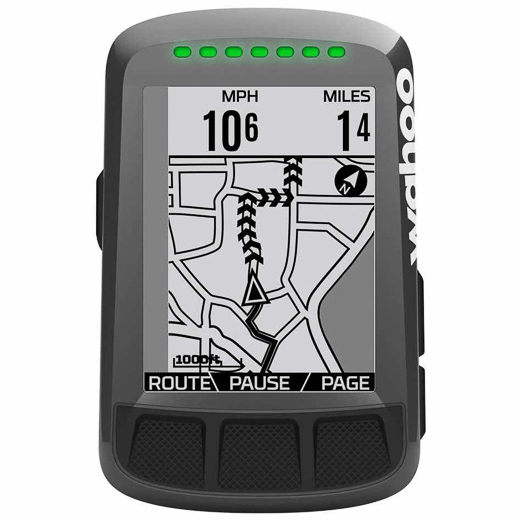 MPH MILES
106 14
N
1000ft
ROUTE PAUSE / PAGE
wahoo